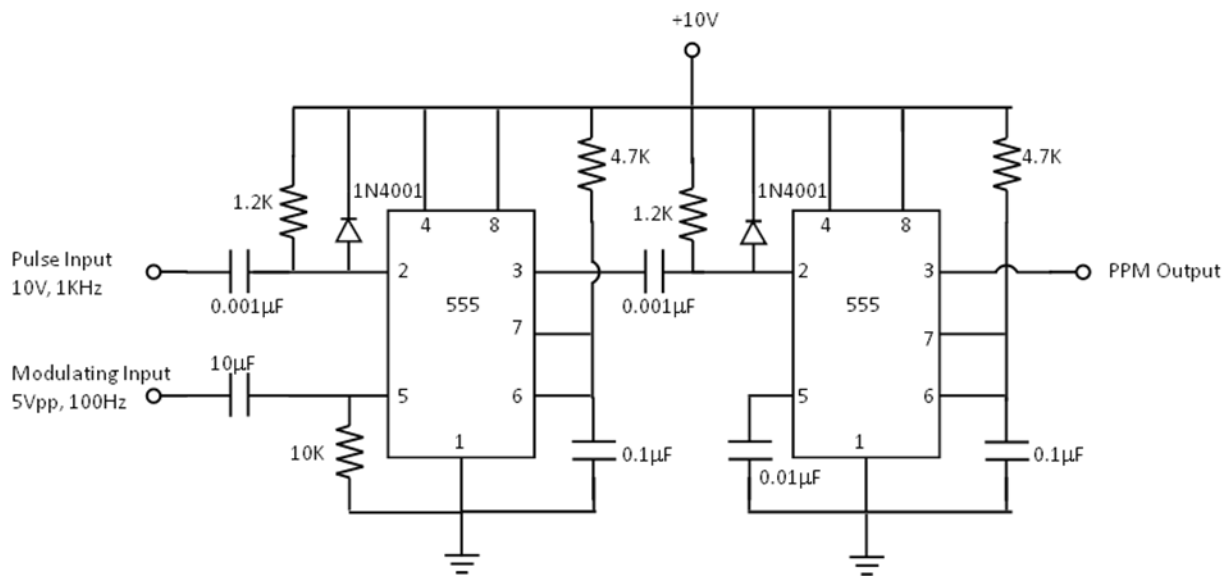 +10V
4.7K
4.7K
1N4001
1N4001
1.2K
1.2K
4
8
4
8
Pulse Input
10V, 1KHz
2
3
2
3
PPM Output
0.001µF
555
0.001µF
555
7
7
10µF
Modulating Input
5Vpp, 100Hz
5
6
5
6
1
1
10K
0.1µF
0.01µF
0.1µF